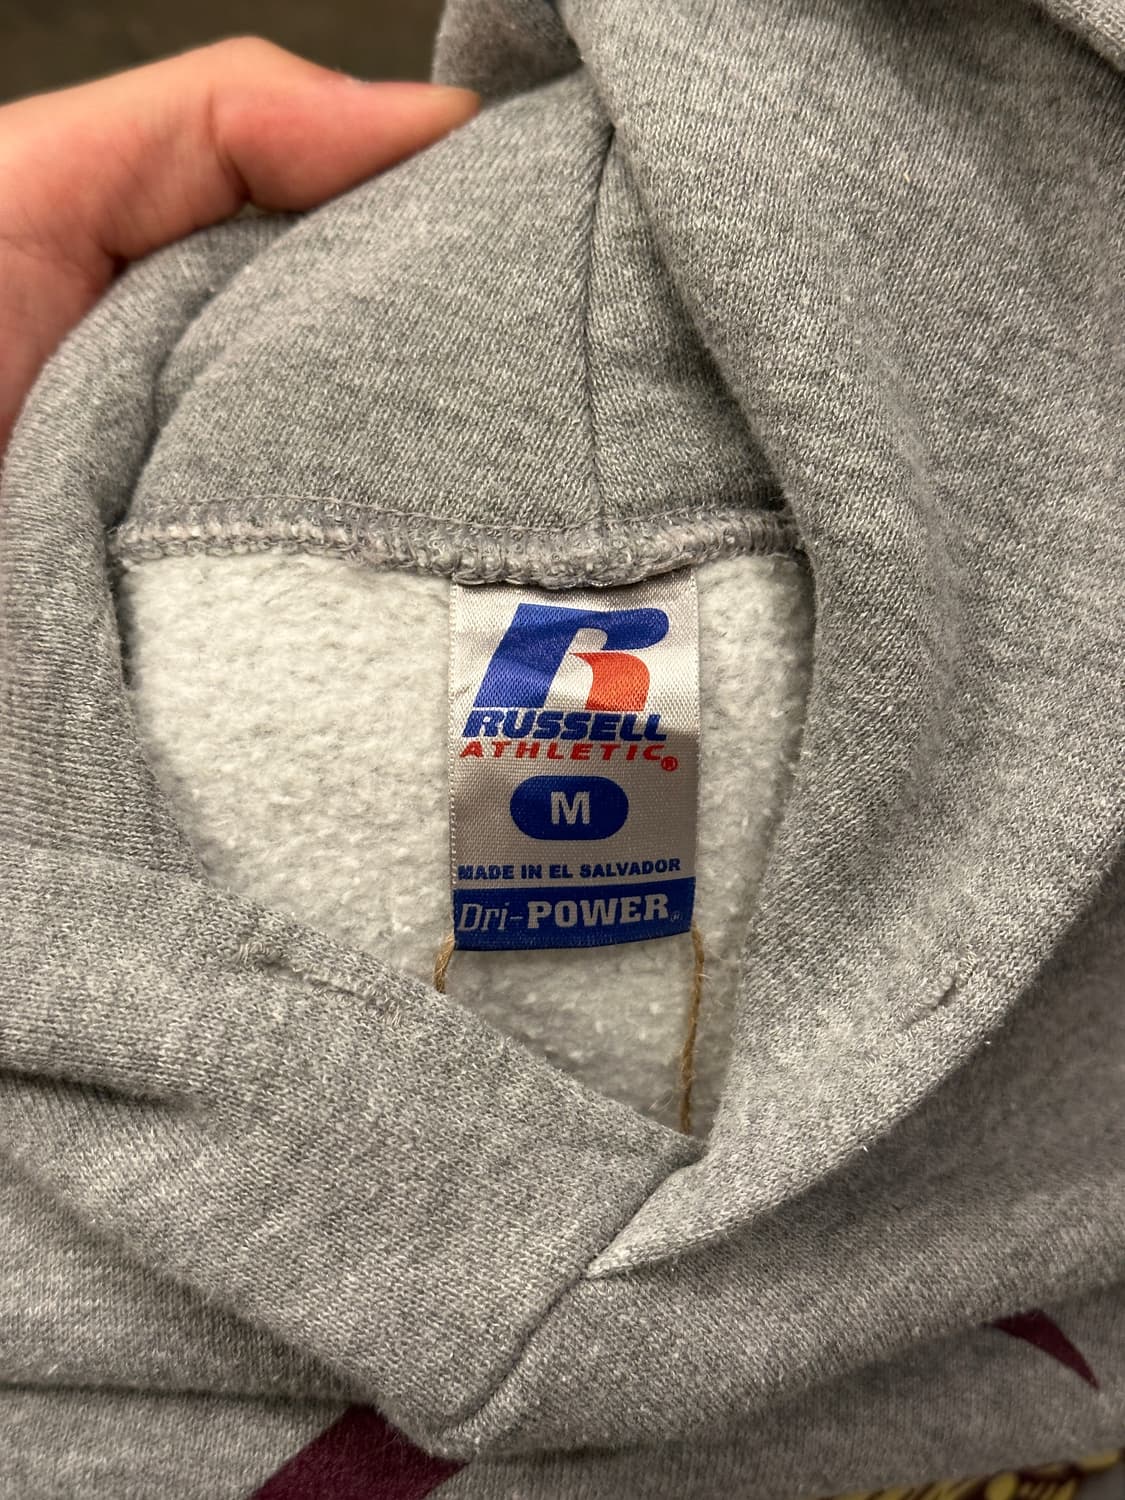 R
RUSSELL
ATHLETIC®
M
MADE IN EL SALVADOR
Dri-POWER®